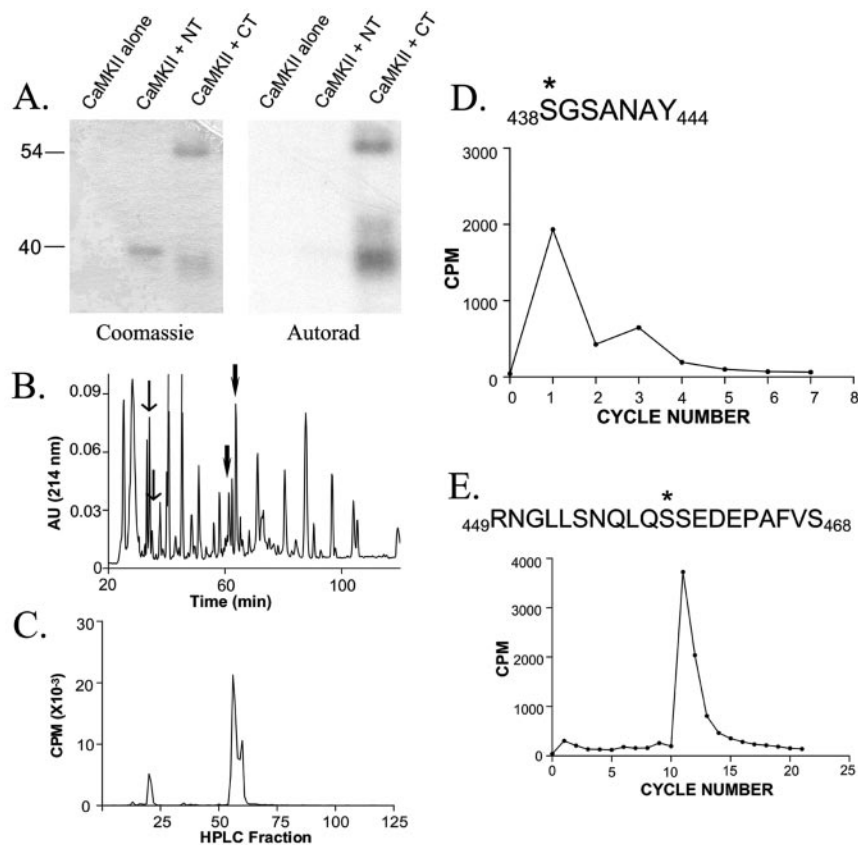 A.
CaMKII alone
CaMKII + NT
CaMKII + CT
CaMKII alone
CaMKII + NT
CaMKII + CT
54
40
Coomassie
Autorad
B.
AU (214 nm)
0.09
0.06
0.03
0
20
60
100
Time (min)
C.
CPM (X10-3)
30
20
10
0
25
50
75
100
125
HPLC Fraction
D.
*
438SGSANAY444
CPM
3000
2000
1000
0
0
1
2
3
4
5
6
7
8
CYCLE NUMBER
E.
*
449RNGLLSNQLQSSEDEPAFVS468
CPM
4000
3000
2000
1000
0
0
5
10
15
20
25
CYCLE NUMBER